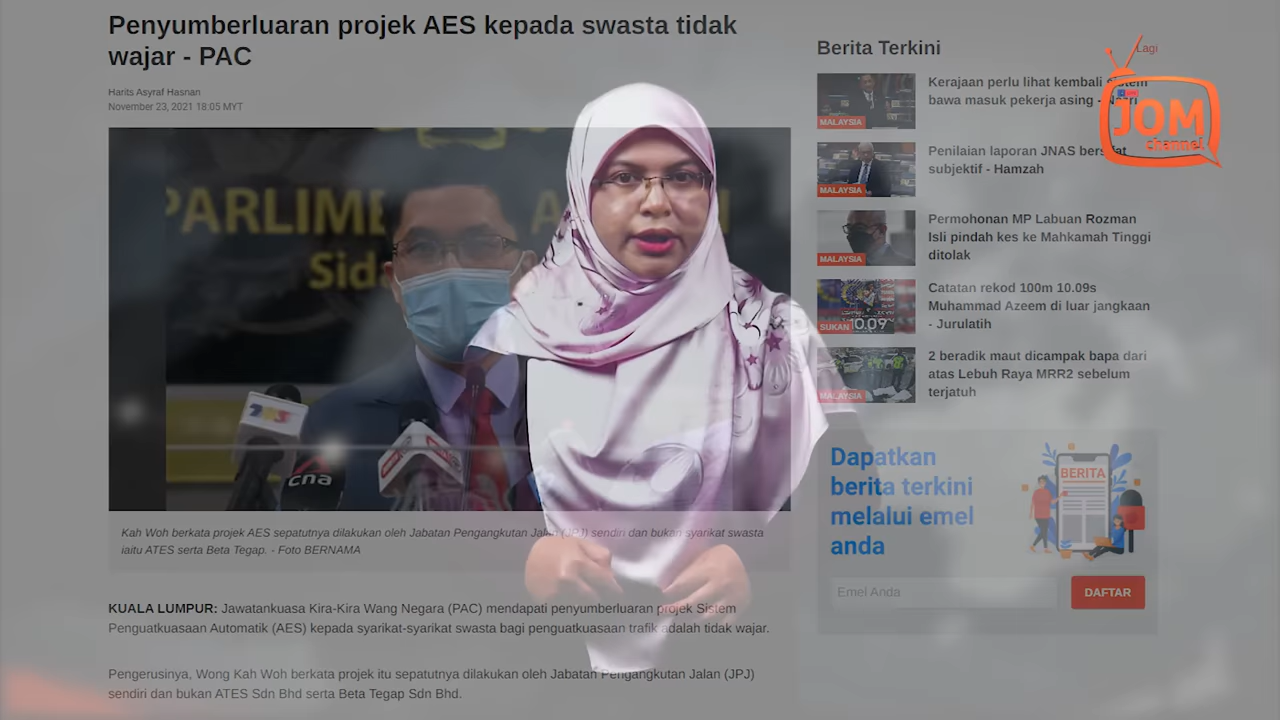 Penyumberluaran projek AES kepada swasta tidak
wajar - PAC
Harits Asyraf Hasnan
November 23, 2021 18:05 MYT
PARLIME
Sid
cna
Kah Woh berkata projek AES sepatutnya dilakukan oleh Jabatan Pengangkutan Jalan (JPJ) sendiri dan bukan syarikat swasta
iaitu ATES serta Beta Tegap. - Foto BERNAMA
KUALA LUMPUR: Jawatankuasa Kira-Kira Wang Negara (PAC) mendapati penyumberluaran projek Sistem
Penguatkuasaan Automatik (AES) kepada syarikat-syarikat swasta bagi penguatkuasaan trafik adalah tidak wajar.
Pengerusinya, Wong Kah Woh berkata projek itu sepatutnya dilakukan oleh Jabatan Pengangkutan Jalan (JPJ)
sendiri dan bukan ATES Sdn Bhd serta Beta Tegap Sdn Bhd.
Berita Terkini
Lagi
JOM
channel
Kerajaan perlu lihat kembali sistem
bawa masuk pekerja asing -
MALAYSIA
Penilaian laporan JNAS bersifat
subjektif - Hamzah
MALAYSIA
Permohonan MP Labuan Rozman
Isli pindah kes ke Mahkamah Tinggi
ditolak
MALAYSIA
Catatan rekod 100m 10.09s
Muhammad Azeem di luar jangkaan
- Jurulatih
SUKAN
10.09
2 beradik maut dicampak bapa dari
atas Lebuh Raya MRR2 sebelum
terjatuh
MALAYSIA
Dapatkan
berita terkini
melalui emel
anda
BERITA
Emel Anda
DAFTAR